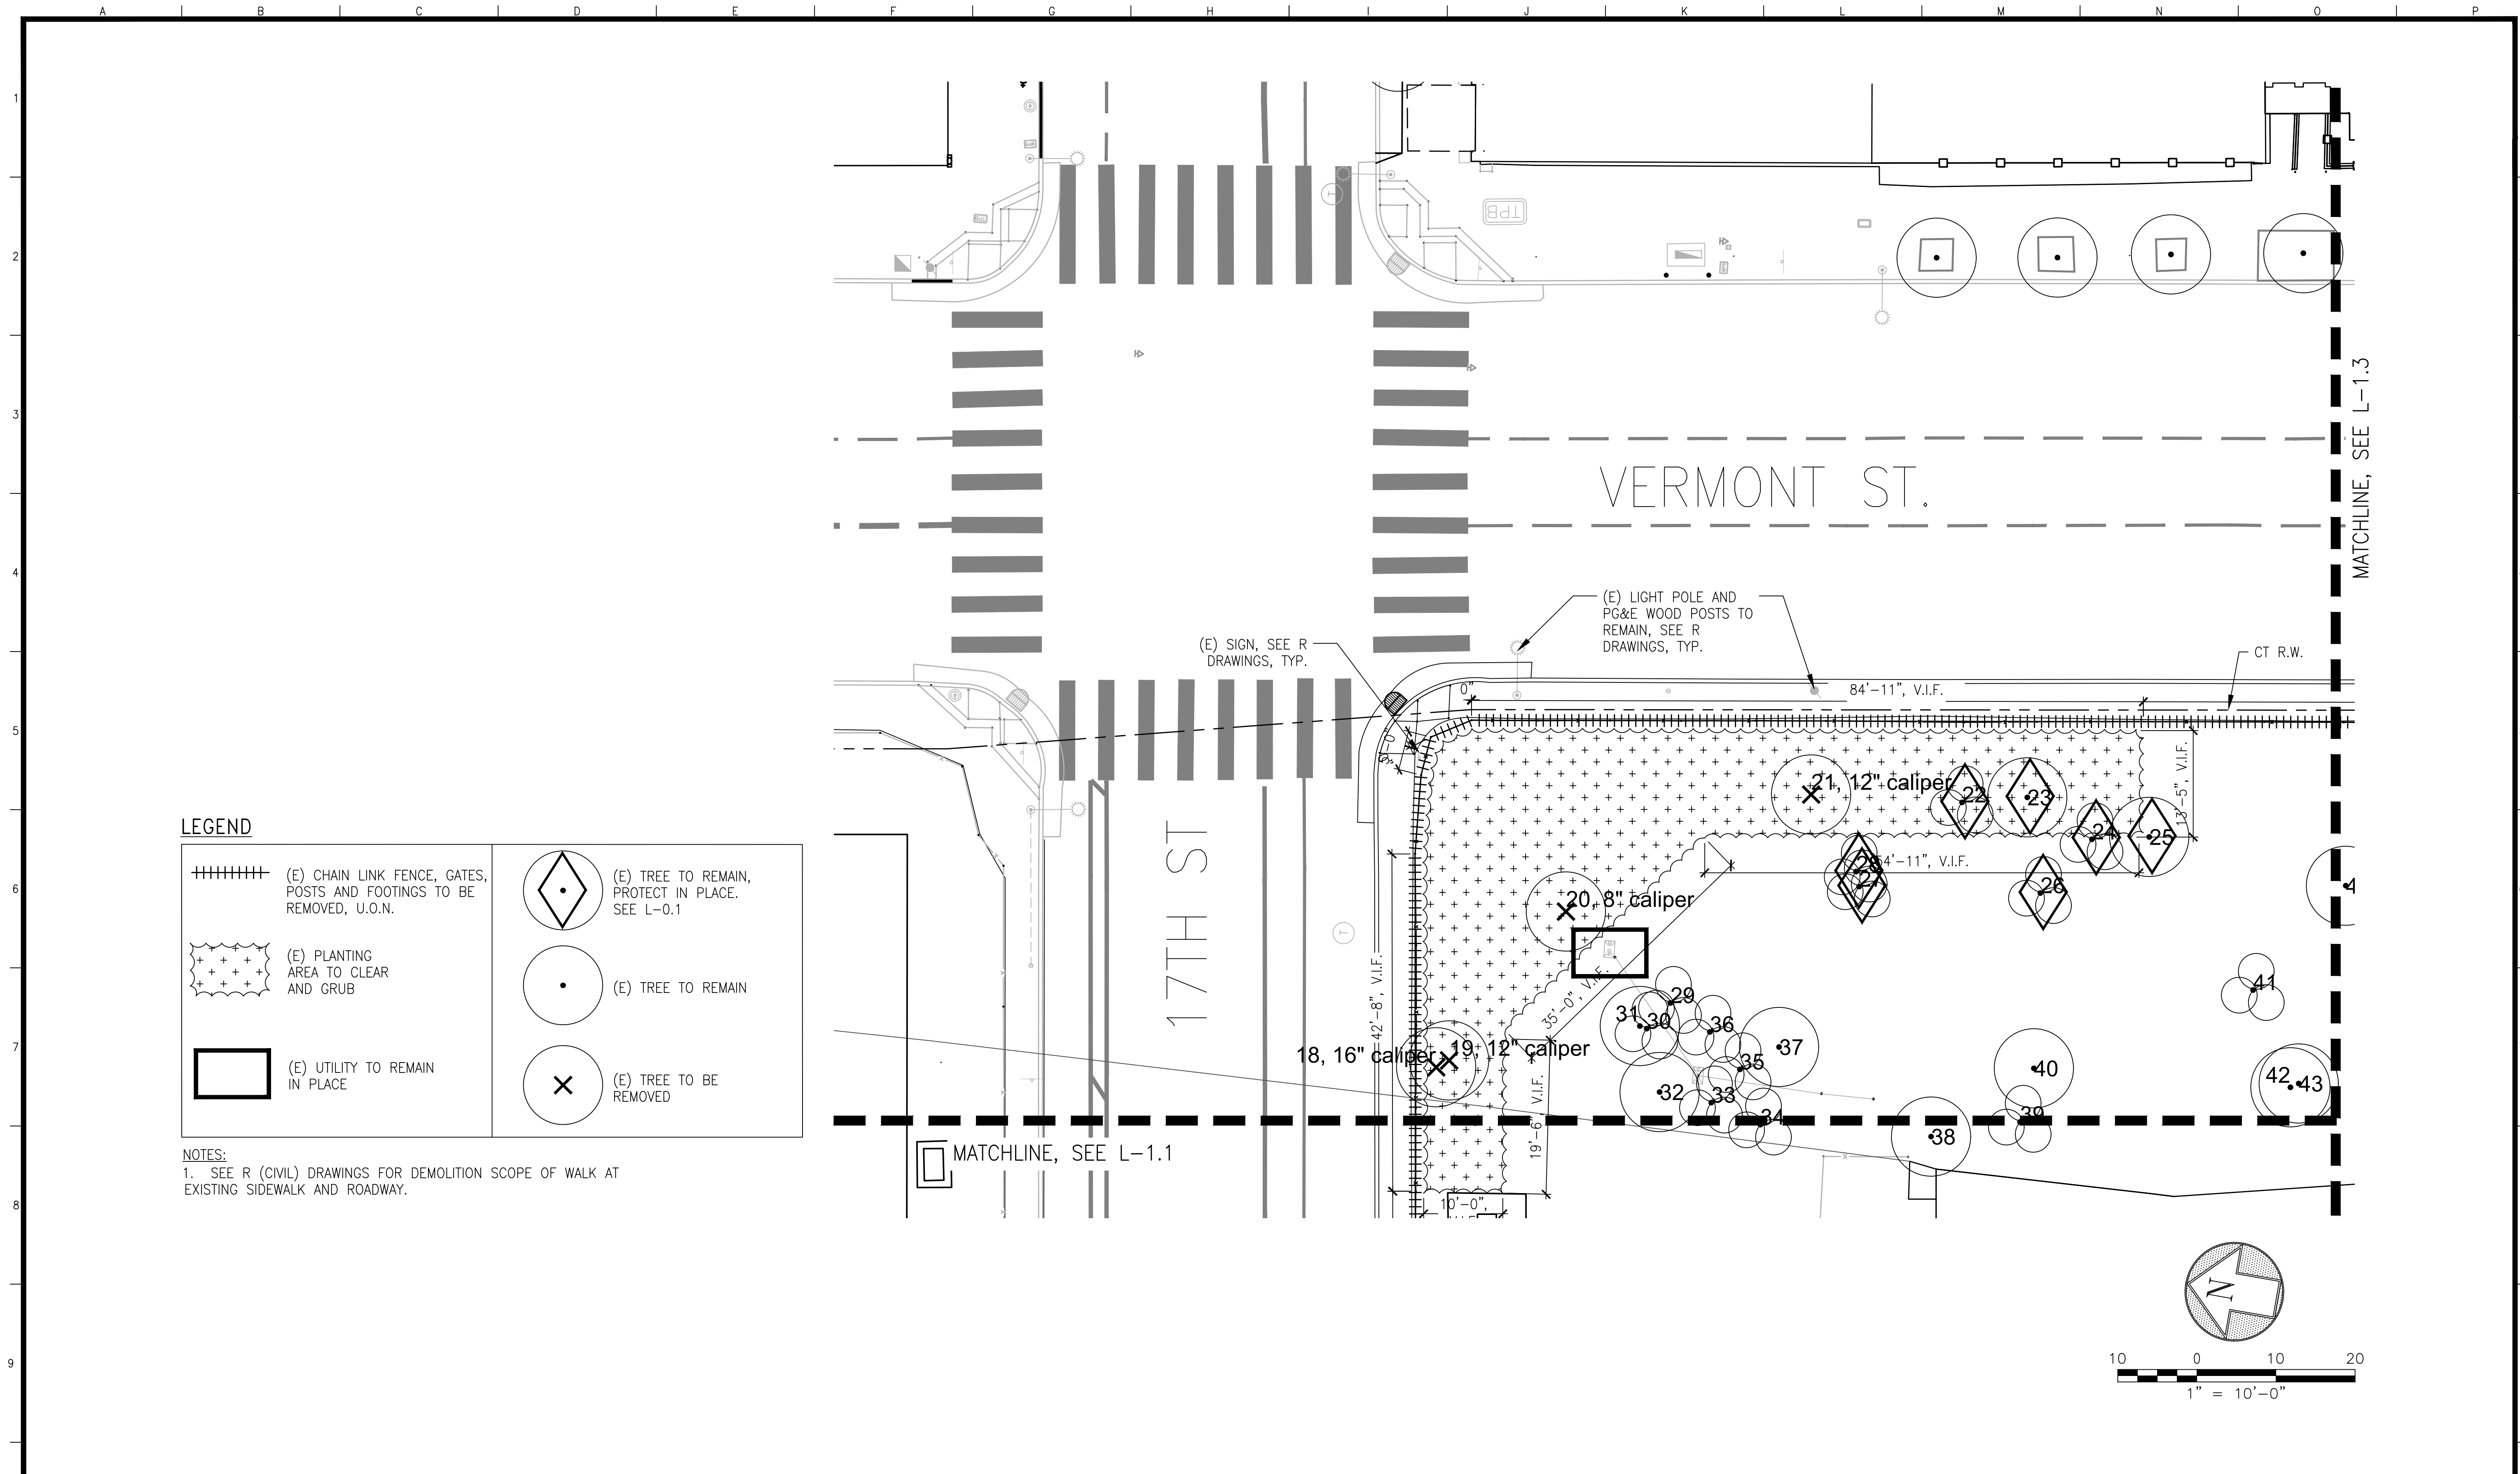 A B C D E F G H I J K L M N O P
1
2
3
4
5
6
7
8
9
TPB
VERMONT ST.
MATCHLINE, SEE L-1.3
(E) LIGHT POLE AND
PG&E WOOD POSTS TO
REMAIN, SEE R
DRAWINGS, TYP.
(E) SIGN, SEE R
DRAWINGS, TYP.
CT R.W.
84'-11", V.I.F.
13'-5", V.I.F.
54'-11", V.I.F.
42'-8", V.I.F.
35'-0", V.I.F.
19'-6", V.I.F.
10'-0",
17TH ST
T
T
21, 12" caliper
22
23
24
25
28
27
26
20, 8" caliper
29
31
30
36
37
41
18, 16" caliper
19, 12" caliper
35
40
32
33
42
43
34
39
38
MATCHLINE, SEE L-1.1
LEGEND
(E) CHAIN LINK FENCE, GATES,
POSTS AND FOOTINGS TO BE
REMOVED, U.O.N.
(E) PLANTING
AREA TO CLEAR
AND GRUB
(E) UTILITY TO REMAIN
IN PLACE
(E) TREE TO REMAIN,
PROTECT IN PLACE.
SEE L-0.1
(E) TREE TO REMAIN
(E) TREE TO BE
REMOVED
NOTES:
1. SEE R (CIVIL) DRAWINGS FOR DEMOLITION SCOPE OF WALK AT
EXISTING SIDEWALK AND ROADWAY.
N
10 0 10 20
1" = 10'-0"